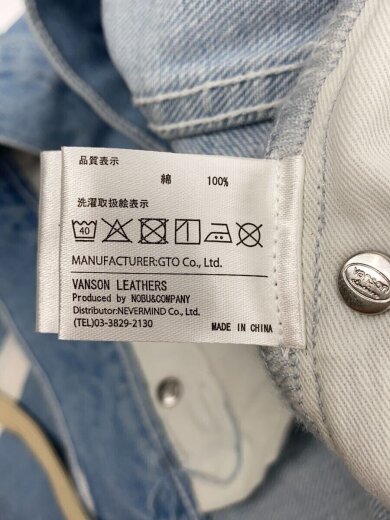 品質表示
綿 100%
洗濯取扱絵表示
40
MANUFACTURER:GTO Co., Ltd.
VANSON LEATHERS
Produced by NOBU&COMPANY
Distributor:NEVERMIND Co., Ltd.
(TEL)03-3829-2130
MADE IN CHINA
Vanson